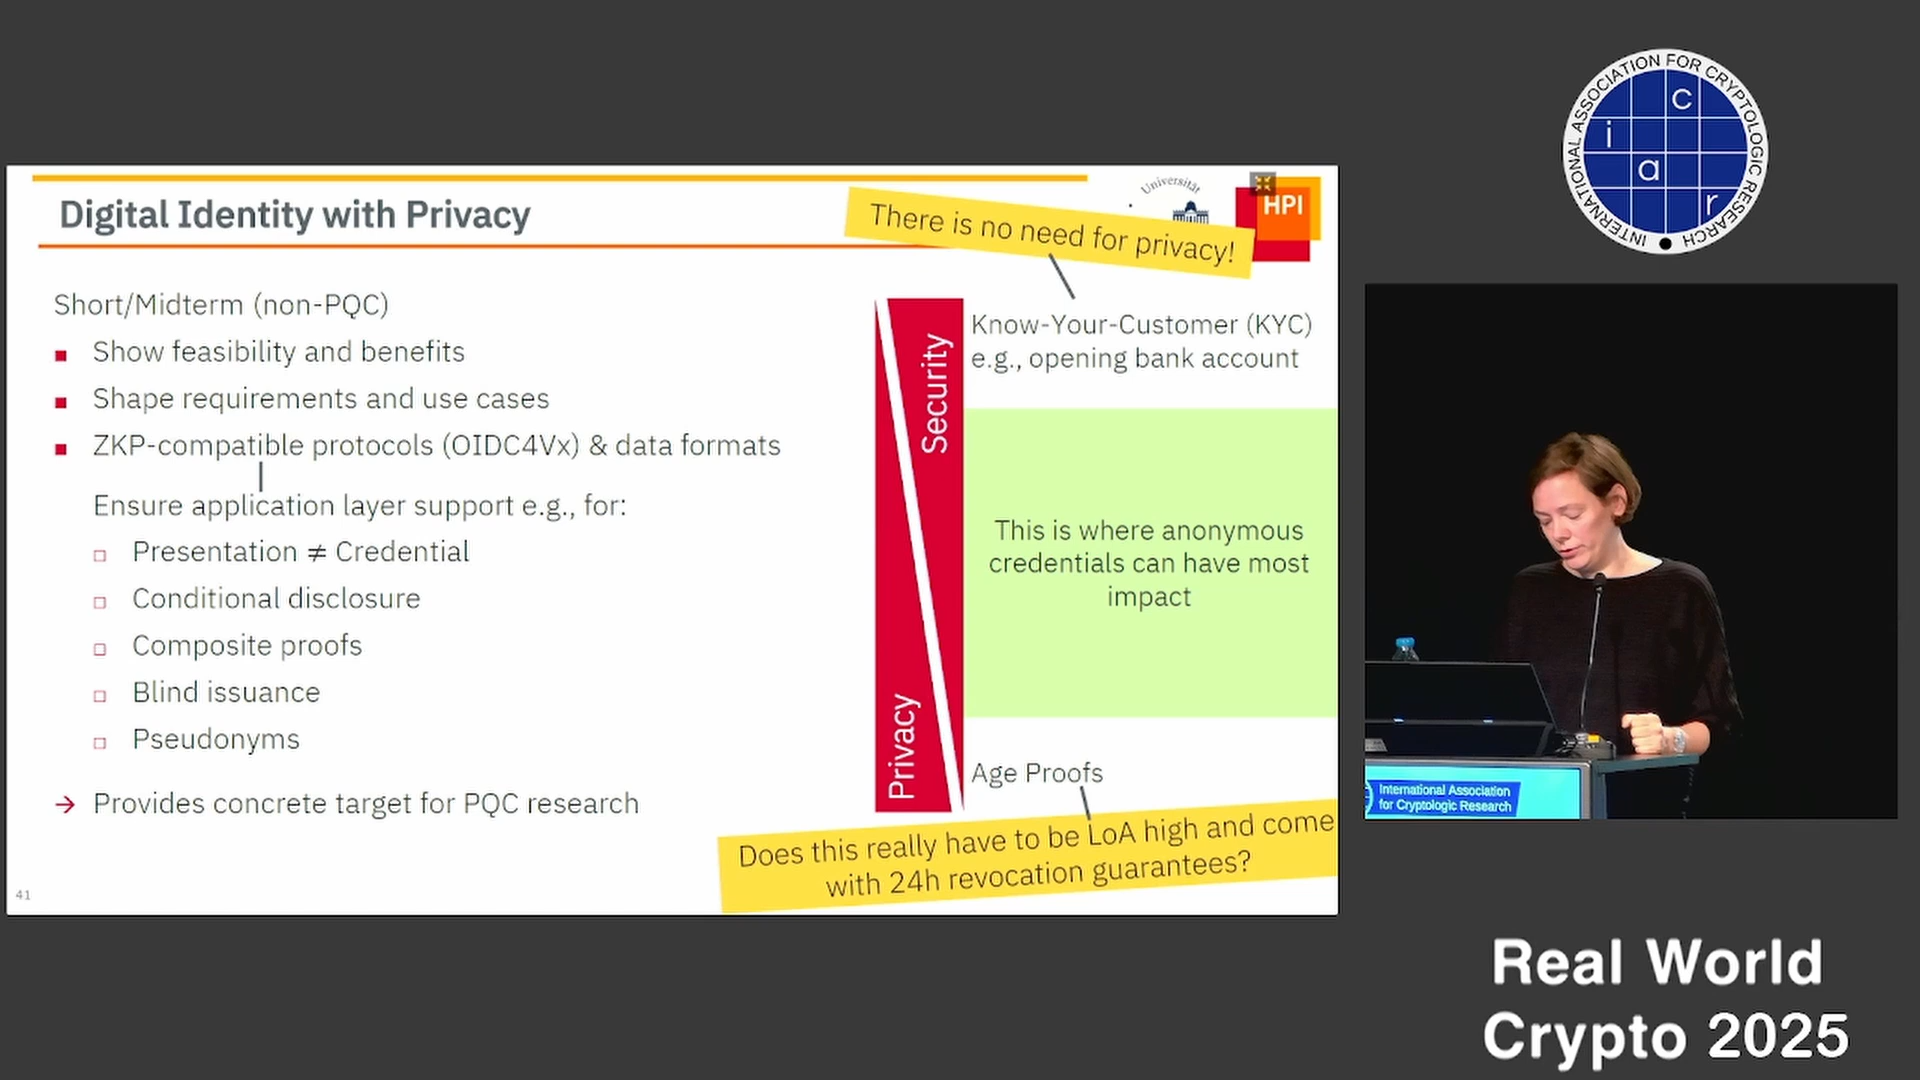 Digital Identity with Privacy
There is no need for privacy!
Universität
HPI
Short/Midterm (non-PQC)
■ Show feasibility and benefits
■ Shape requirements and use cases
■ ZKP-compatible protocols (OIDC4Vx) & data formats
Ensure application layer support e.g., for:
□ Presentation ≠ Credential
□ Conditional disclosure
□ Composite proofs
□ Blind issuance
□ Pseudonyms
→ Provides concrete target for PQC research
Security
Privacy
Know-Your-Customer (KYC)
e.g., opening bank account
This is where anonymous
credentials can have most
impact
Age Proofs
Does this really have to be LoA high and come
with 24h revocation guarantees?
41
INTERNATIONAL ASSOCIATION FOR CRYPTOLOGIC RESEARCH
i a c r
International Association
for Cryptologic Research
Real World
Crypto 2025